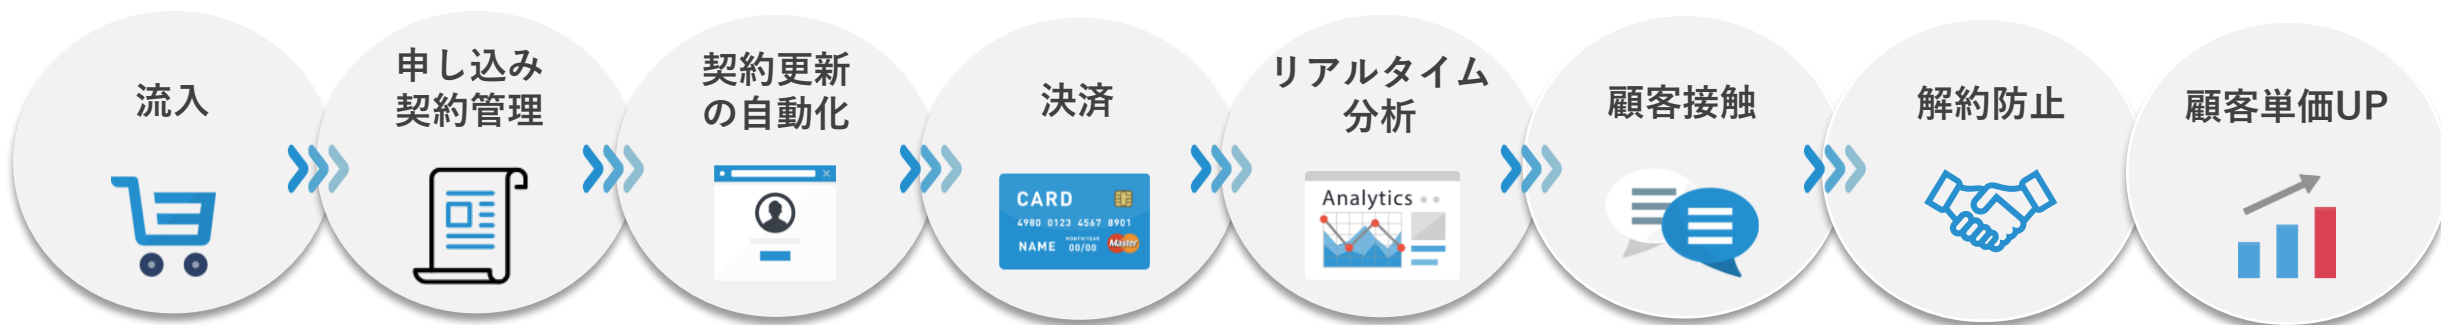 流入
申し込み
契約管理
契約更新
の自動化
決済
CARD
4980 0123 4567 8901
MONTH/YEAR
NAME 00/00 Master
リアルタイム
分析
Analytics
顧客接触
解約防止
顧客単価UP